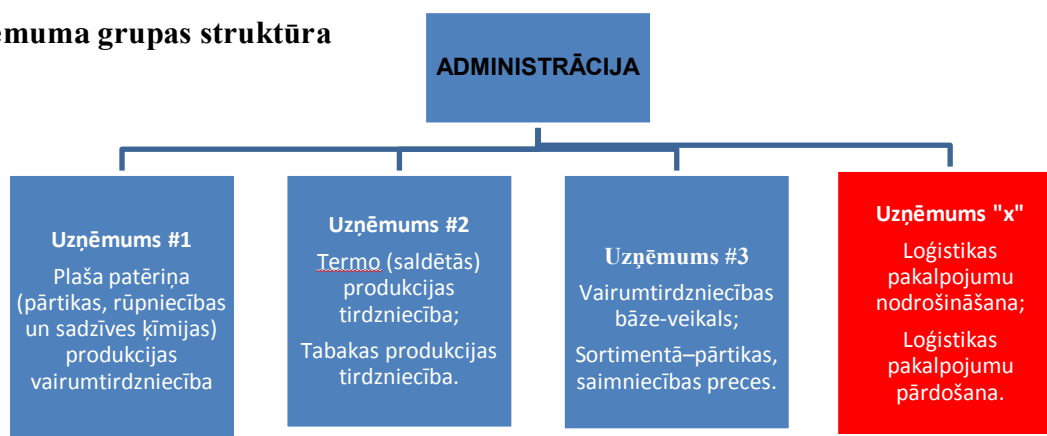 grupas struktūra
ADMINISTRĀCIJA
Uzņēmums #1
Plaša patēriņa
(pārtikas, rūpniecības
un sadzīves ķīmijas)
produkcijas
vairumtirdzniecība
Uzņēmums #2
Termo (saldētās)
produkcijas
tirdzniecība;
Tabakas produkcijas
tirdzniecība.
Uzņēmums #3
Vairumtirdzniecības
bāze-veikals;
Sortimentā–pārtikas,
saimniecības preces.
Uzņēmums "x"
Loģistikas
pakalpojumu
nodrošināšana;
Loģistikas
pakalpojumu
pārdošana.